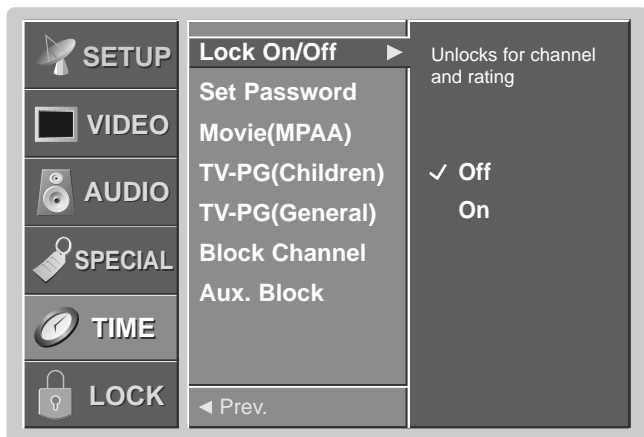 SETUP
VIDEO
AUDIO
SPECIAL
TIME
LOCK
Lock On/Off ►
Set Password
Movie(MPAA)
TV-PG(Children)
TV-PG(General)
Block Channel
Aux. Block
◄ Prev.
Unlocks for channel
and rating
✓ Off
On